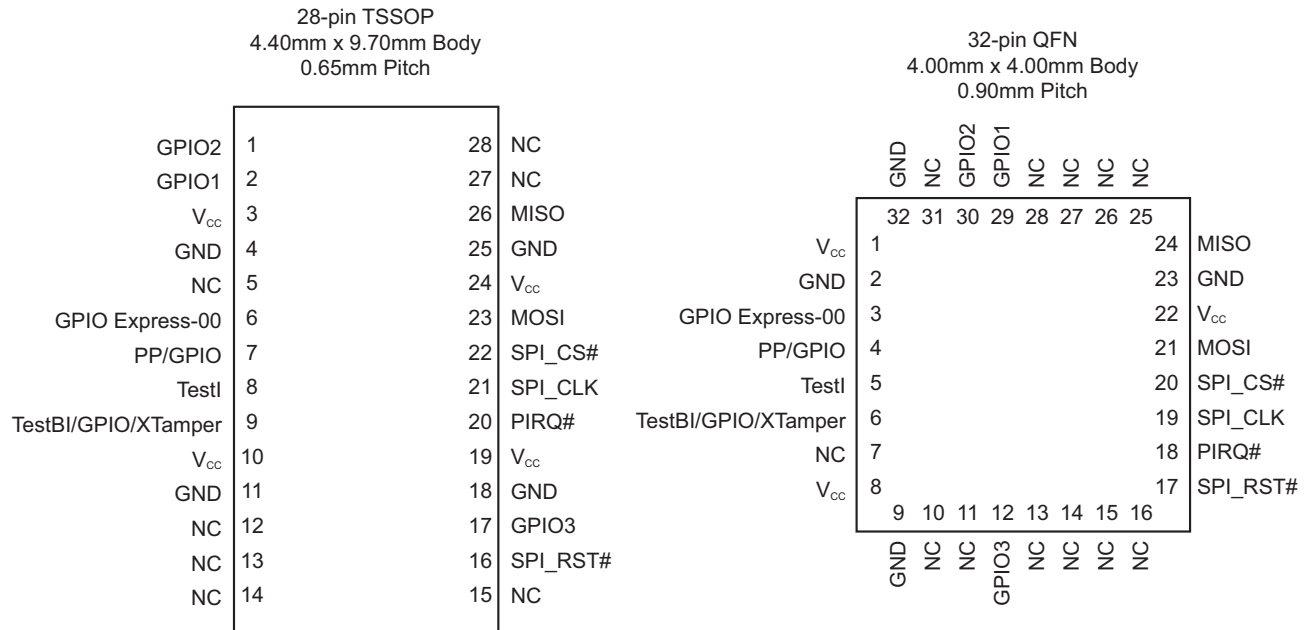 28-pin TSSOP
4.40mm x 9.70mm Body
0.65mm Pitch
GPIO2 1 28 NC
GPIO1 2 27 NC
Vcc 3 26 MISO
GND 4 25 GND
NC 5 24 Vcc
GPIO Express-00 6 23 MOSI
PP/GPIO 7 22 SPI_CS#
TestI 8 21 SPI_CLK
TestBI/GPIO/XTamper 9 20 PIRQ#
Vcc 10 19 Vcc
GND 11 18 GND
NC 12 17 GPIO3
NC 13 16 SPI_RST#
NC 14 15 NC
32-pin QFN
4.00mm x 4.00mm Body
0.90mm Pitch
GND NC GPIO2 GPIO1 NC NC NC NC
32 31 30 29 28 27 26 25
Vcc 1 24 MISO
GND 2 23 GND
GPIO Express-00 3 22 Vcc
PP/GPIO 4 21 MOSI
TestI 5 20 SPI_CS#
TestBI/GPIO/XTamper 6 19 SPI_CLK
NC 7 18 PIRQ#
Vcc 8 17 SPI_RST#
9 10 11 12 13 14 15 16
GND NC NC GPIO3 NC NC NC NC